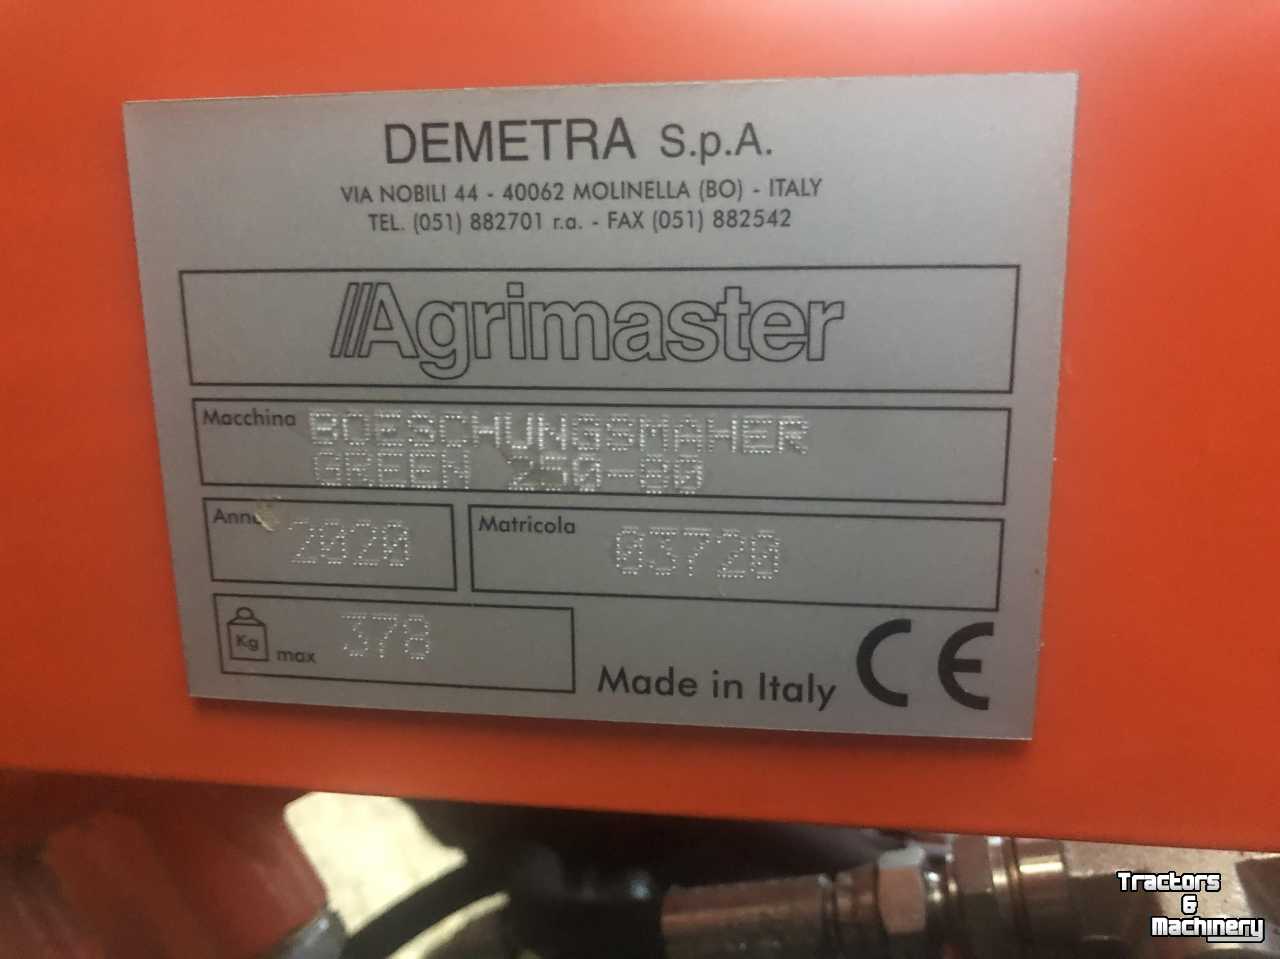 DEMETRA S.p.A.
VIA NOBILI 44 - 40062 MOLINELLA (BO) - ITALY
TEL. (051) 882701 r.a. - FAX (051) 882542
Agrimaster
Macchina BOESCHUNGSMAHER
GREEN 250-80
Anno 2020
Matricola 03720
Kg max 378
Made in Italy CE
Tractors
&
Machinery